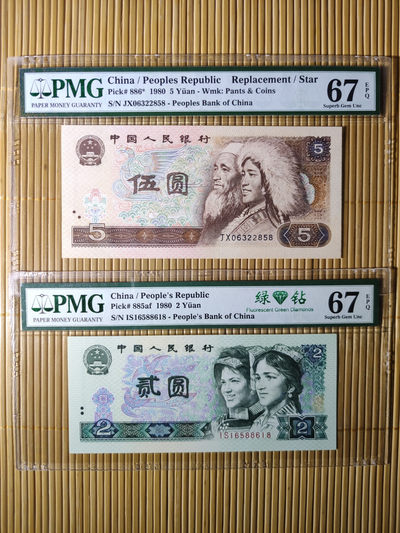 PMG
PAPER MONEY GUARANTY
China / Peoples Republic Replacement / Star
Pick# 886* 1980 5 Yüan - Wmk: Pants & Coins
S/N JX06322858 - Peoples Bank of China
67 EPQ
Superb Gem Unc
中国人民银行
5
伍圆
JX06322858
5
5
PMG
PAPER MONEY GUARANTY
China / People's Republic
Pick# 885af 1980 2 Yüan
S/N IS16588618 - People's Bank of China
绿钻
Fluorescent Green Diamonds
67 EPQ
Superb Gem Unc
中国人民银行
2
贰圆
IS16588618
2
2